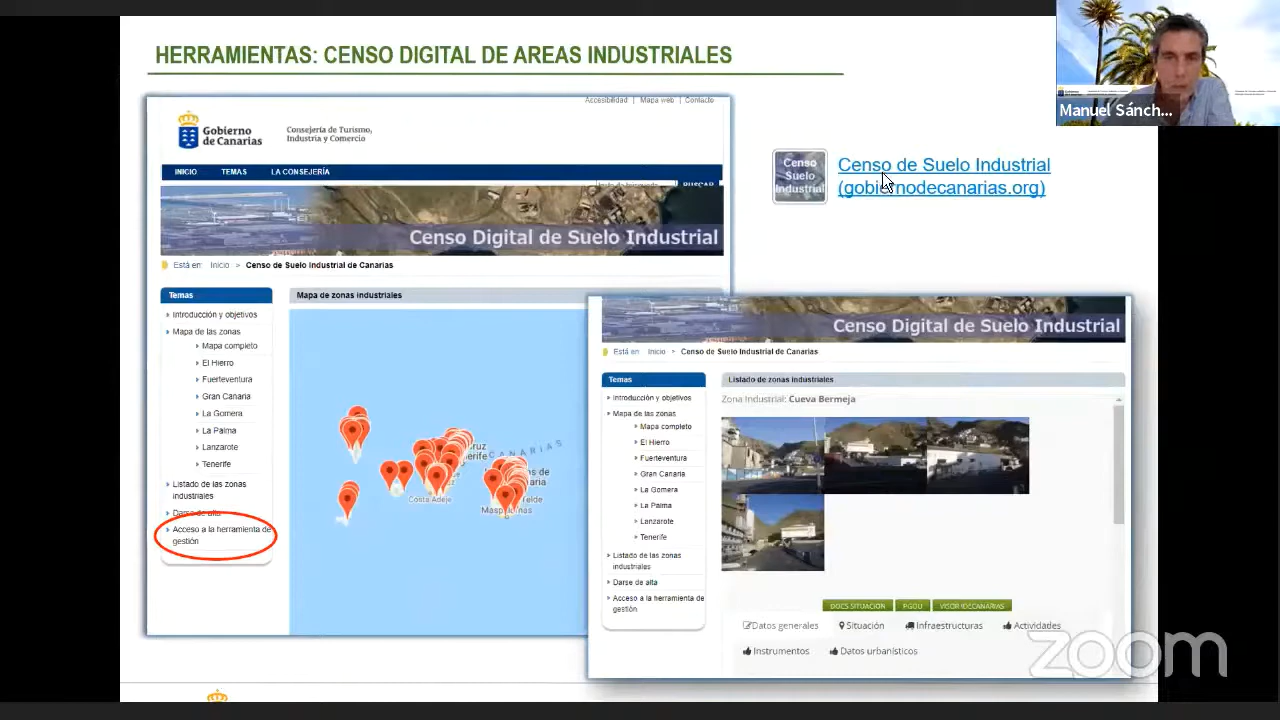 HERRAMIENTAS: CENSO DIGITAL DE AREAS INDUSTRIALES
Manuel Sánch...
Accesibilidad | Mapa web | Contacto
Gobierno
de Canarias
Consejería de Turismo,
Industria y Comercio
INICIO TEMAS LA CONSEJERÍA
BUSCAR
Censo Digital de Suelo Industrial
Está en: Inicio > Censo de Suelo Industrial de Canarias
Temas
Introducción y objetivos
Mapa de las zonas
Mapa completo
El Hierro
Fuerteventura
Gran Canaria
La Gomera
La Palma
Lanzarote
Tenerife
Listado de las zonas
industriales
Darse de alta
Acceso a la herramienta de
gestión
Mapa de zonas industriales
CANARIAS
Costa Adeje
Censo
Suelo
Industrial
Censo de Suelo Industrial
(gobiernodecanarias.org)
Censo Digital de Suelo Industrial
Está en Inicio > Censo de Suelo Industrial de Canarias
Temas
Introducción y objetivos
Mapa de las zonas
Mapa completo
El Hierro
Fuerteventura
Gran Canaria
La Gomera
La Palma
Lanzarote
Tenerife
Listado de las zonas
industriales
Darse de alta
Acceso a la herramienta de
gestión
Listado de zonas industriales
Zona Industrial: Cueva Bermeja
DOCS SITUACIÓN PGOU VISOR IDECANARIAS
Datos generales Situación Infraestructuras Actividades
Instrumentos Datos urbanísticos
zoom